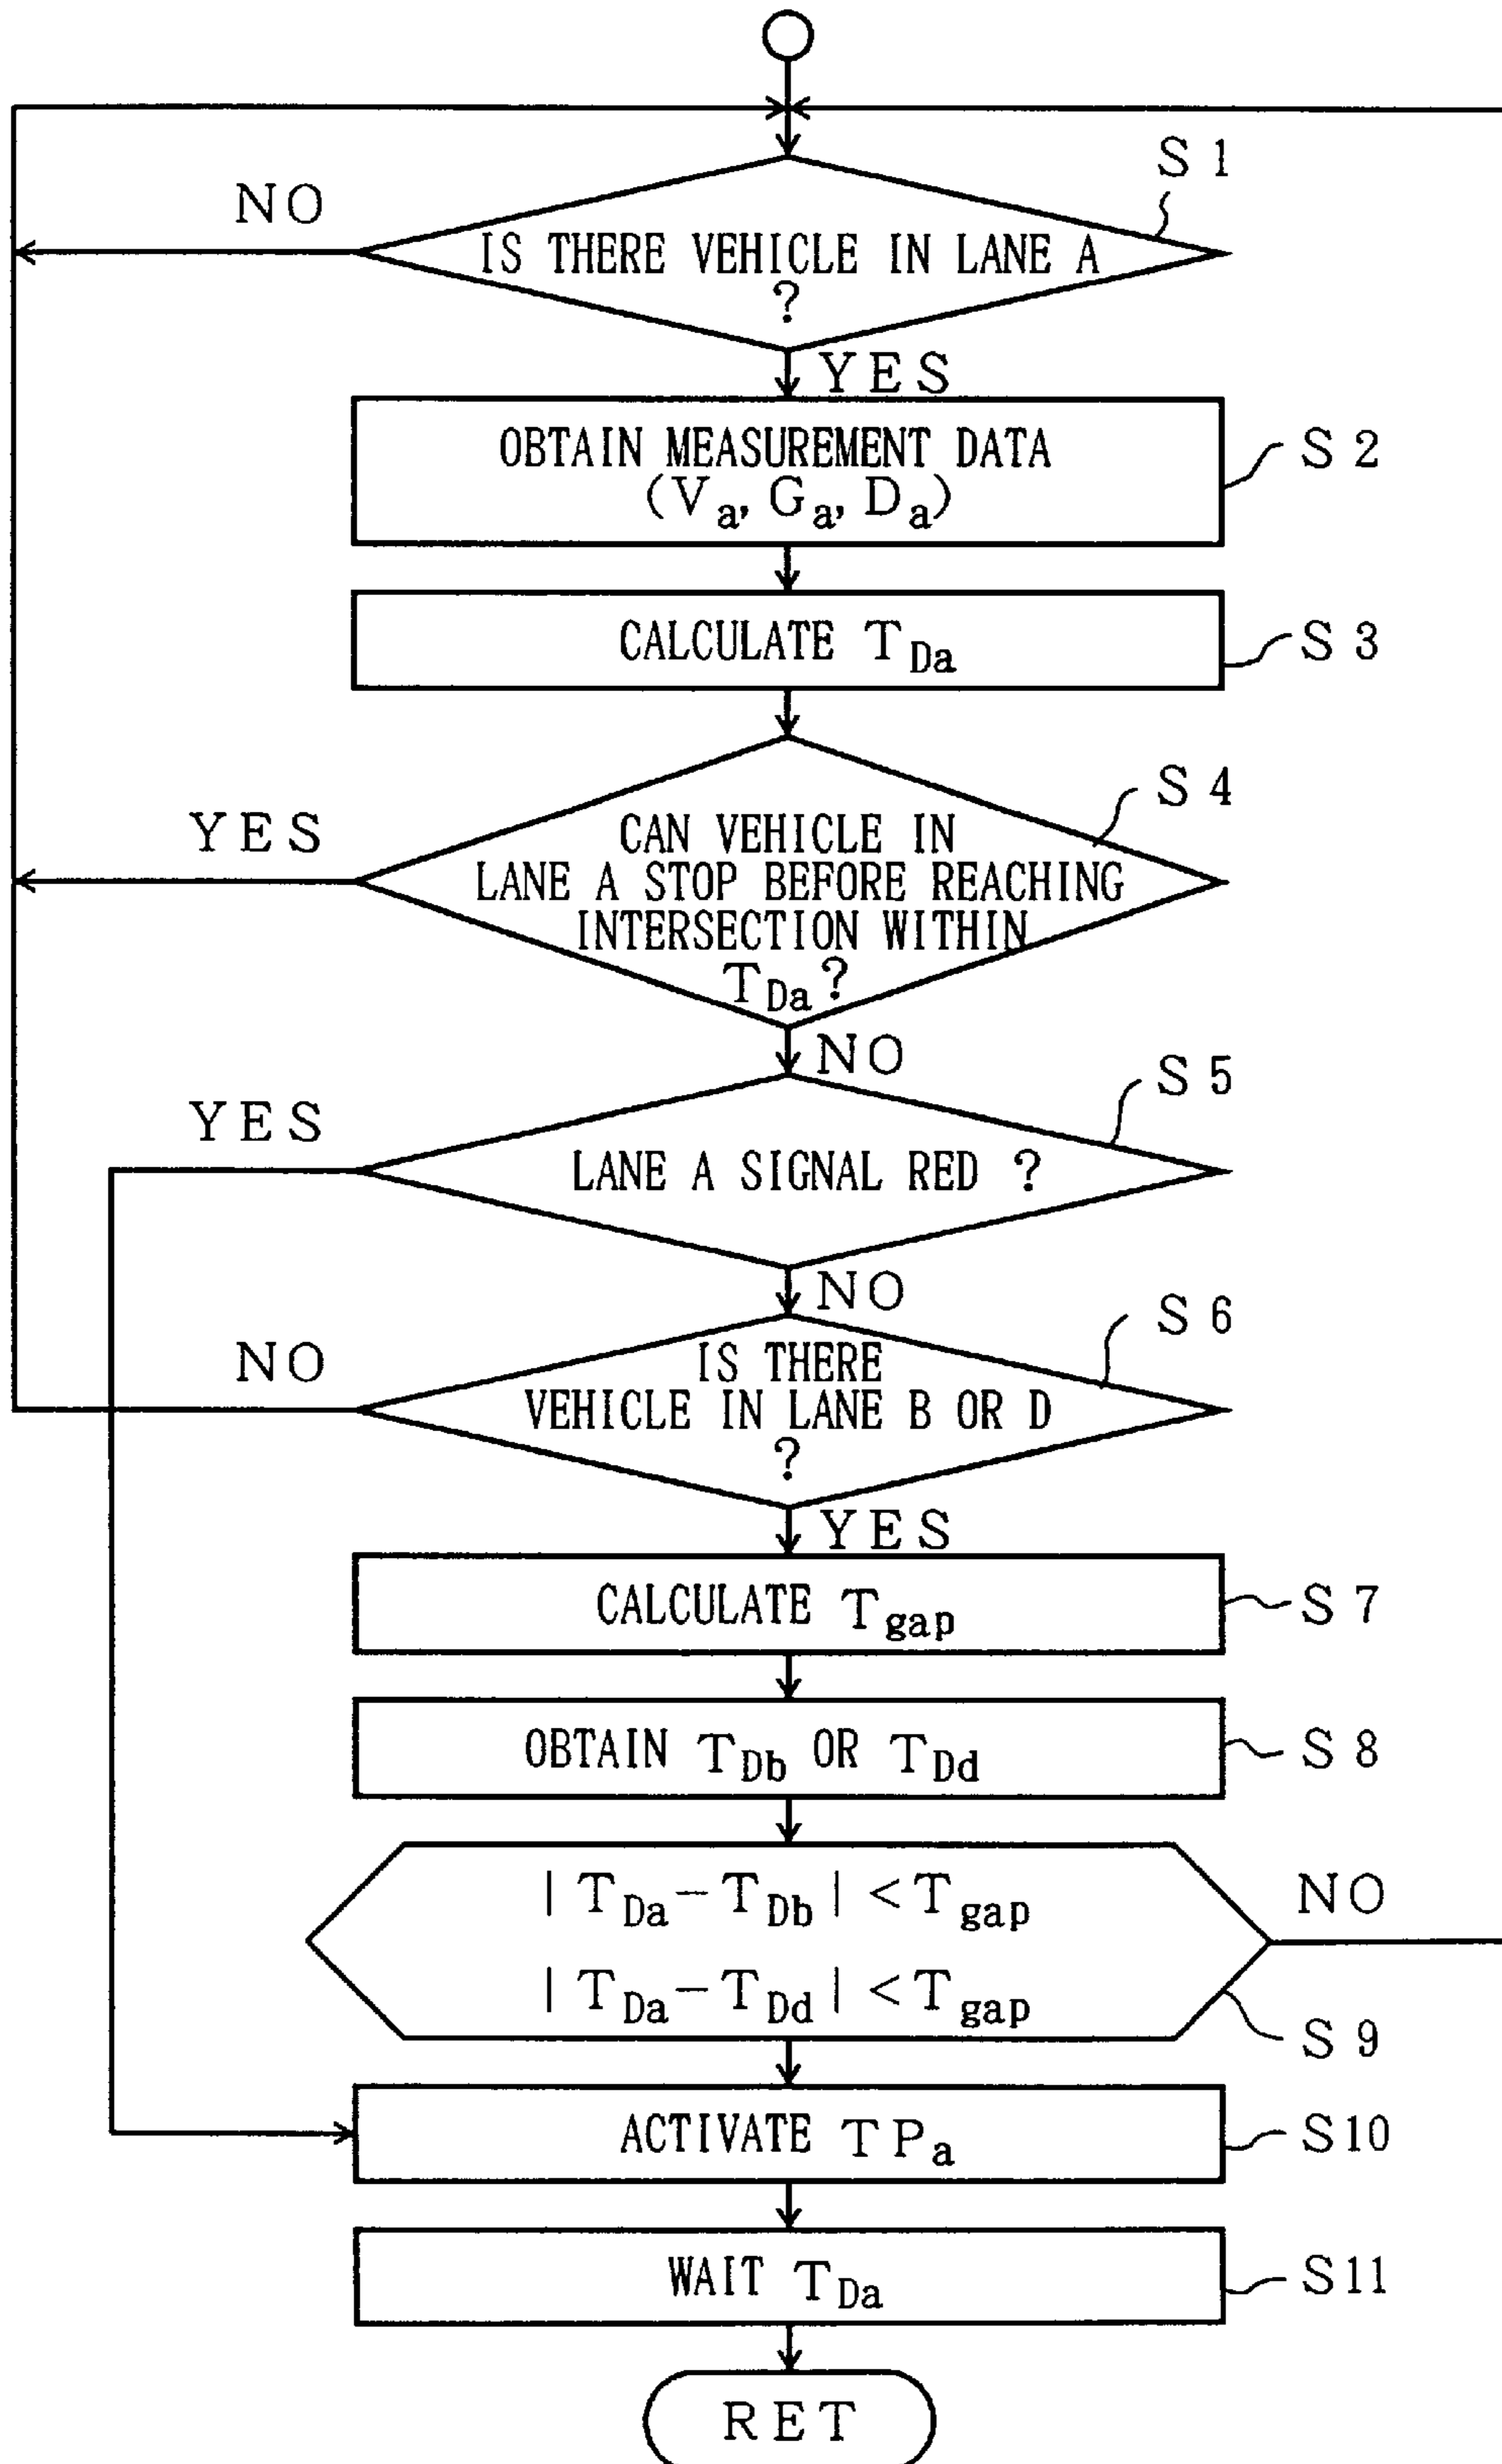 S1
NO
IS THERE VEHICLE IN LANE A
?
YES
OBTAIN MEASUREMENT DATA
(Va, Ga, Da)
S2
CALCULATE TDa
S3
S4
YES
CAN VEHICLE IN
LANE A STOP BEFORE REACHING
INTERSECTION WITHIN
TDa?
NO
S5
YES
LANE A SIGNAL RED ?
NO
S6
NO
IS THERE
VEHICLE IN LANE B OR D
?
YES
CALCULATE Tgap
S7
OBTAIN TDb OR TDd
S8
|TDa-TDb|<Tgap
NO
|TDa-TDd|<Tgap
S9
ACTIVATE TPa
S10
WAIT TDa
S11
RET